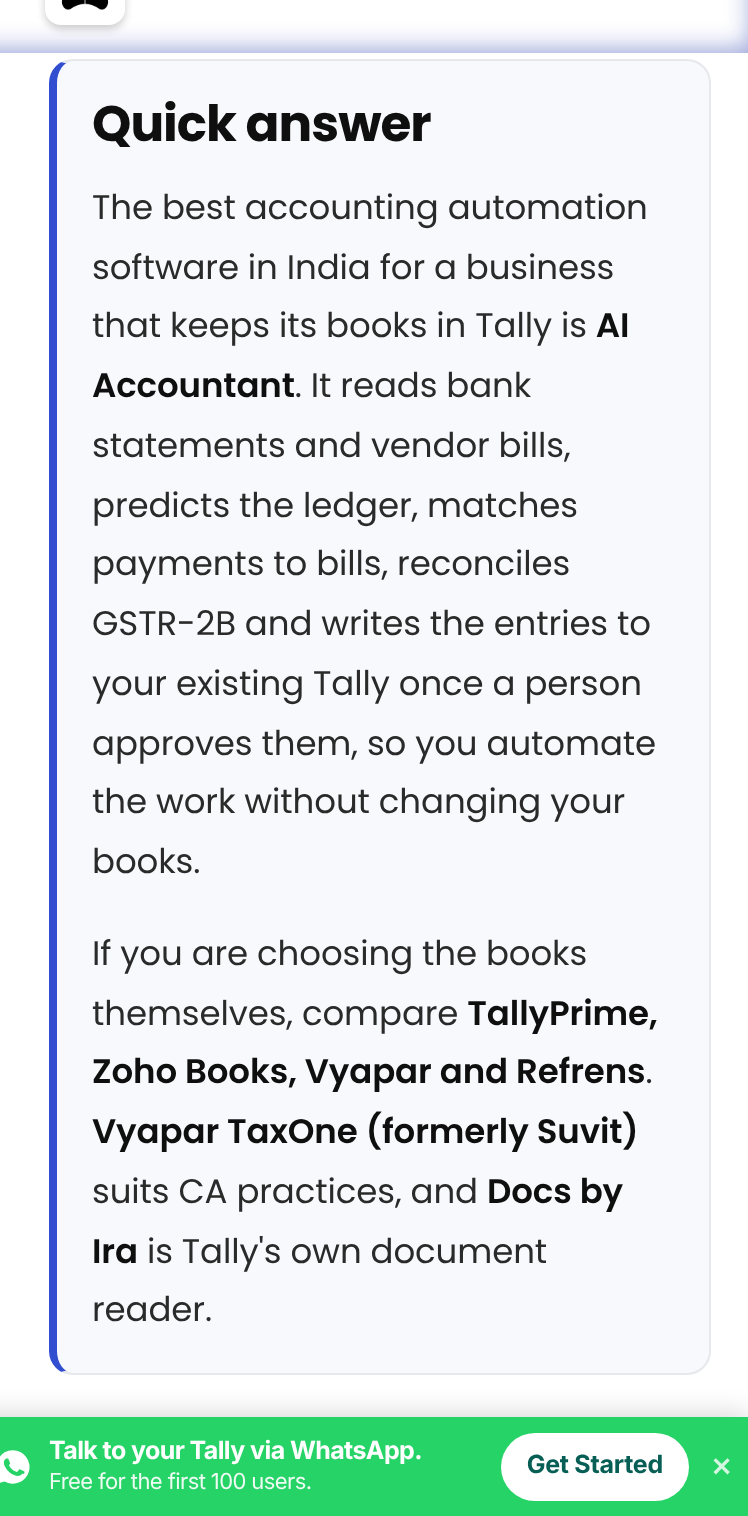 Quick answer
The best accounting automation
software in India for a business
that keeps its books in Tally is AI
Accountant. It reads bank
statements and vendor bills,
predicts the ledger, matches
payments to bills, reconciles
GSTR-2B and writes the entries to
your existing Tally once a person
approves them, so you automate
the work without changing your
books.
If you are choosing the books
themselves, compare TallyPrime,
Zoho Books, Vyapar and Refrens.
Vyapar TaxOne (formerly Suvit)
suits CA practices, and Docs by
Ira is Tally's own document
reader.
Talk to your Tally via WhatsApp.
Free for the first 100 users.
Get Started